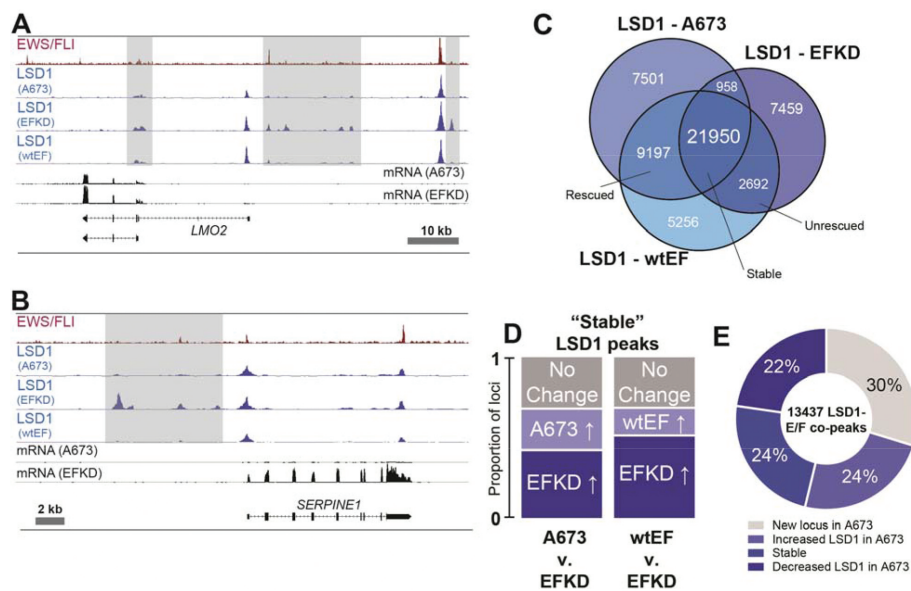 A
EWS/FLI
LSD1
(A673)
LSD1
(EFKD)
LSD1
(wtEF)
mRNA (A673)
mRNA (EFKD)
LMO2
10 kb
B
EWS/FLI
LSD1
(A673)
LSD1
(EFKD)
LSD1
(wtEF)
mRNA (A673)
mRNA (EFKD)
SERPINE1
2 kb
C
LSD1 - A673
LSD1 - EFKD
7501
958
7459
21950
9197
2692
Rescued
5256
Unrescued
LSD1 - wtEF
Stable
D
“Stable”
LSD1 peaks
Proportion of loci
1
0
No
Change
No
Change
A673 ↑
wtEF ↑
EFKD ↑
EFKD ↑
A673
v.
EFKD
wtEF
v.
EFKD
E
22%
30%
13437 LSD1-
E/F co-peaks
24%
24%
New locus in A673
Increased LSD1 in A673
Stable
Decreased LSD1 in A673